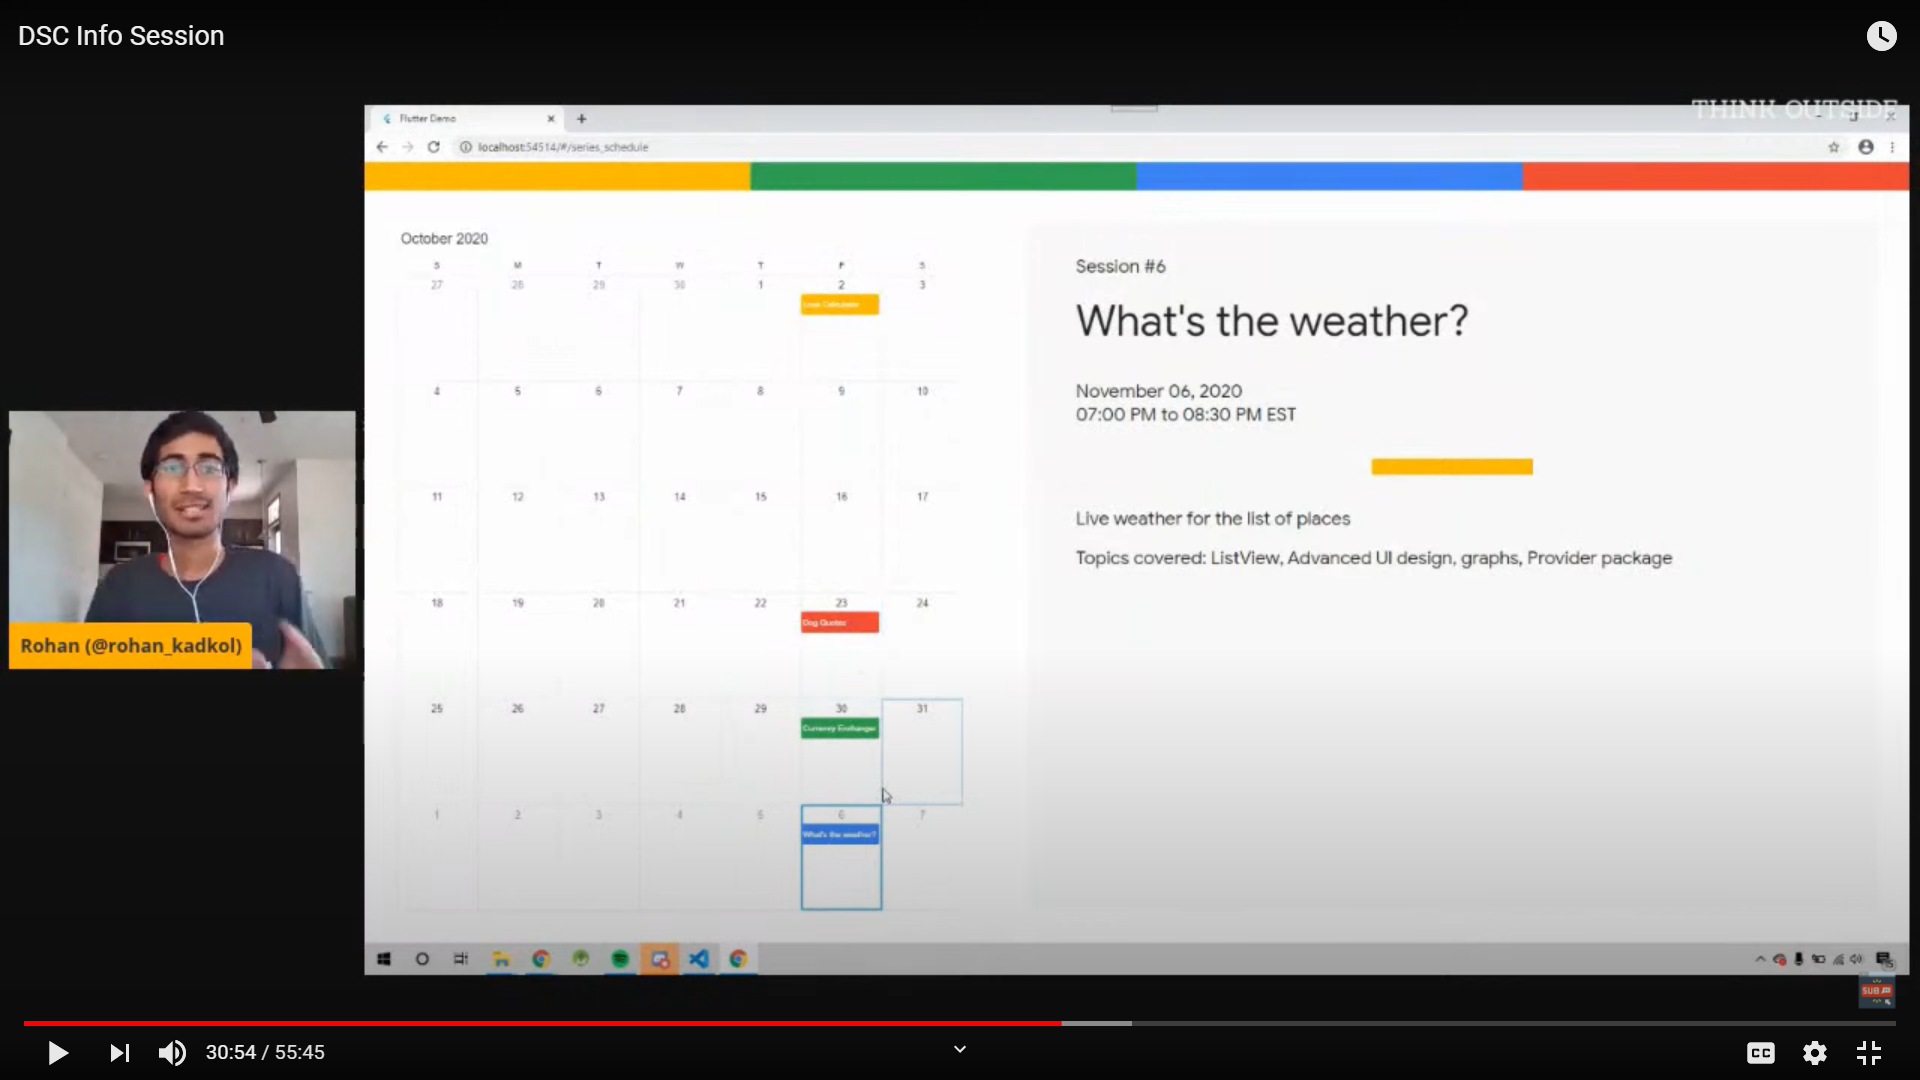 DSC Info Session
THINK OUTSIDE
Flutter Demo
localhost:54514/#/series_schedule
October 2020
S M T W T F S
27 28 29 30 1 2 3
Love Calculator
4 5 6 7 8 9 10
11 12 13 14 15 16 17
18 19 20 21 22 23 24
Dog Quotes
25 26 27 28 29 30 31
Currency Exchanger
1 2 3 4 5 6 7
What's the weather?
Session #6
What's the weather?
November 06, 2020
07:00 PM to 08:30 PM EST
Live weather for the list of places
Topics covered: ListView, Advanced UI design, graphs, Provider package
Rohan (@rohan_kadkol)
SUB
30:54 / 55:45
CC